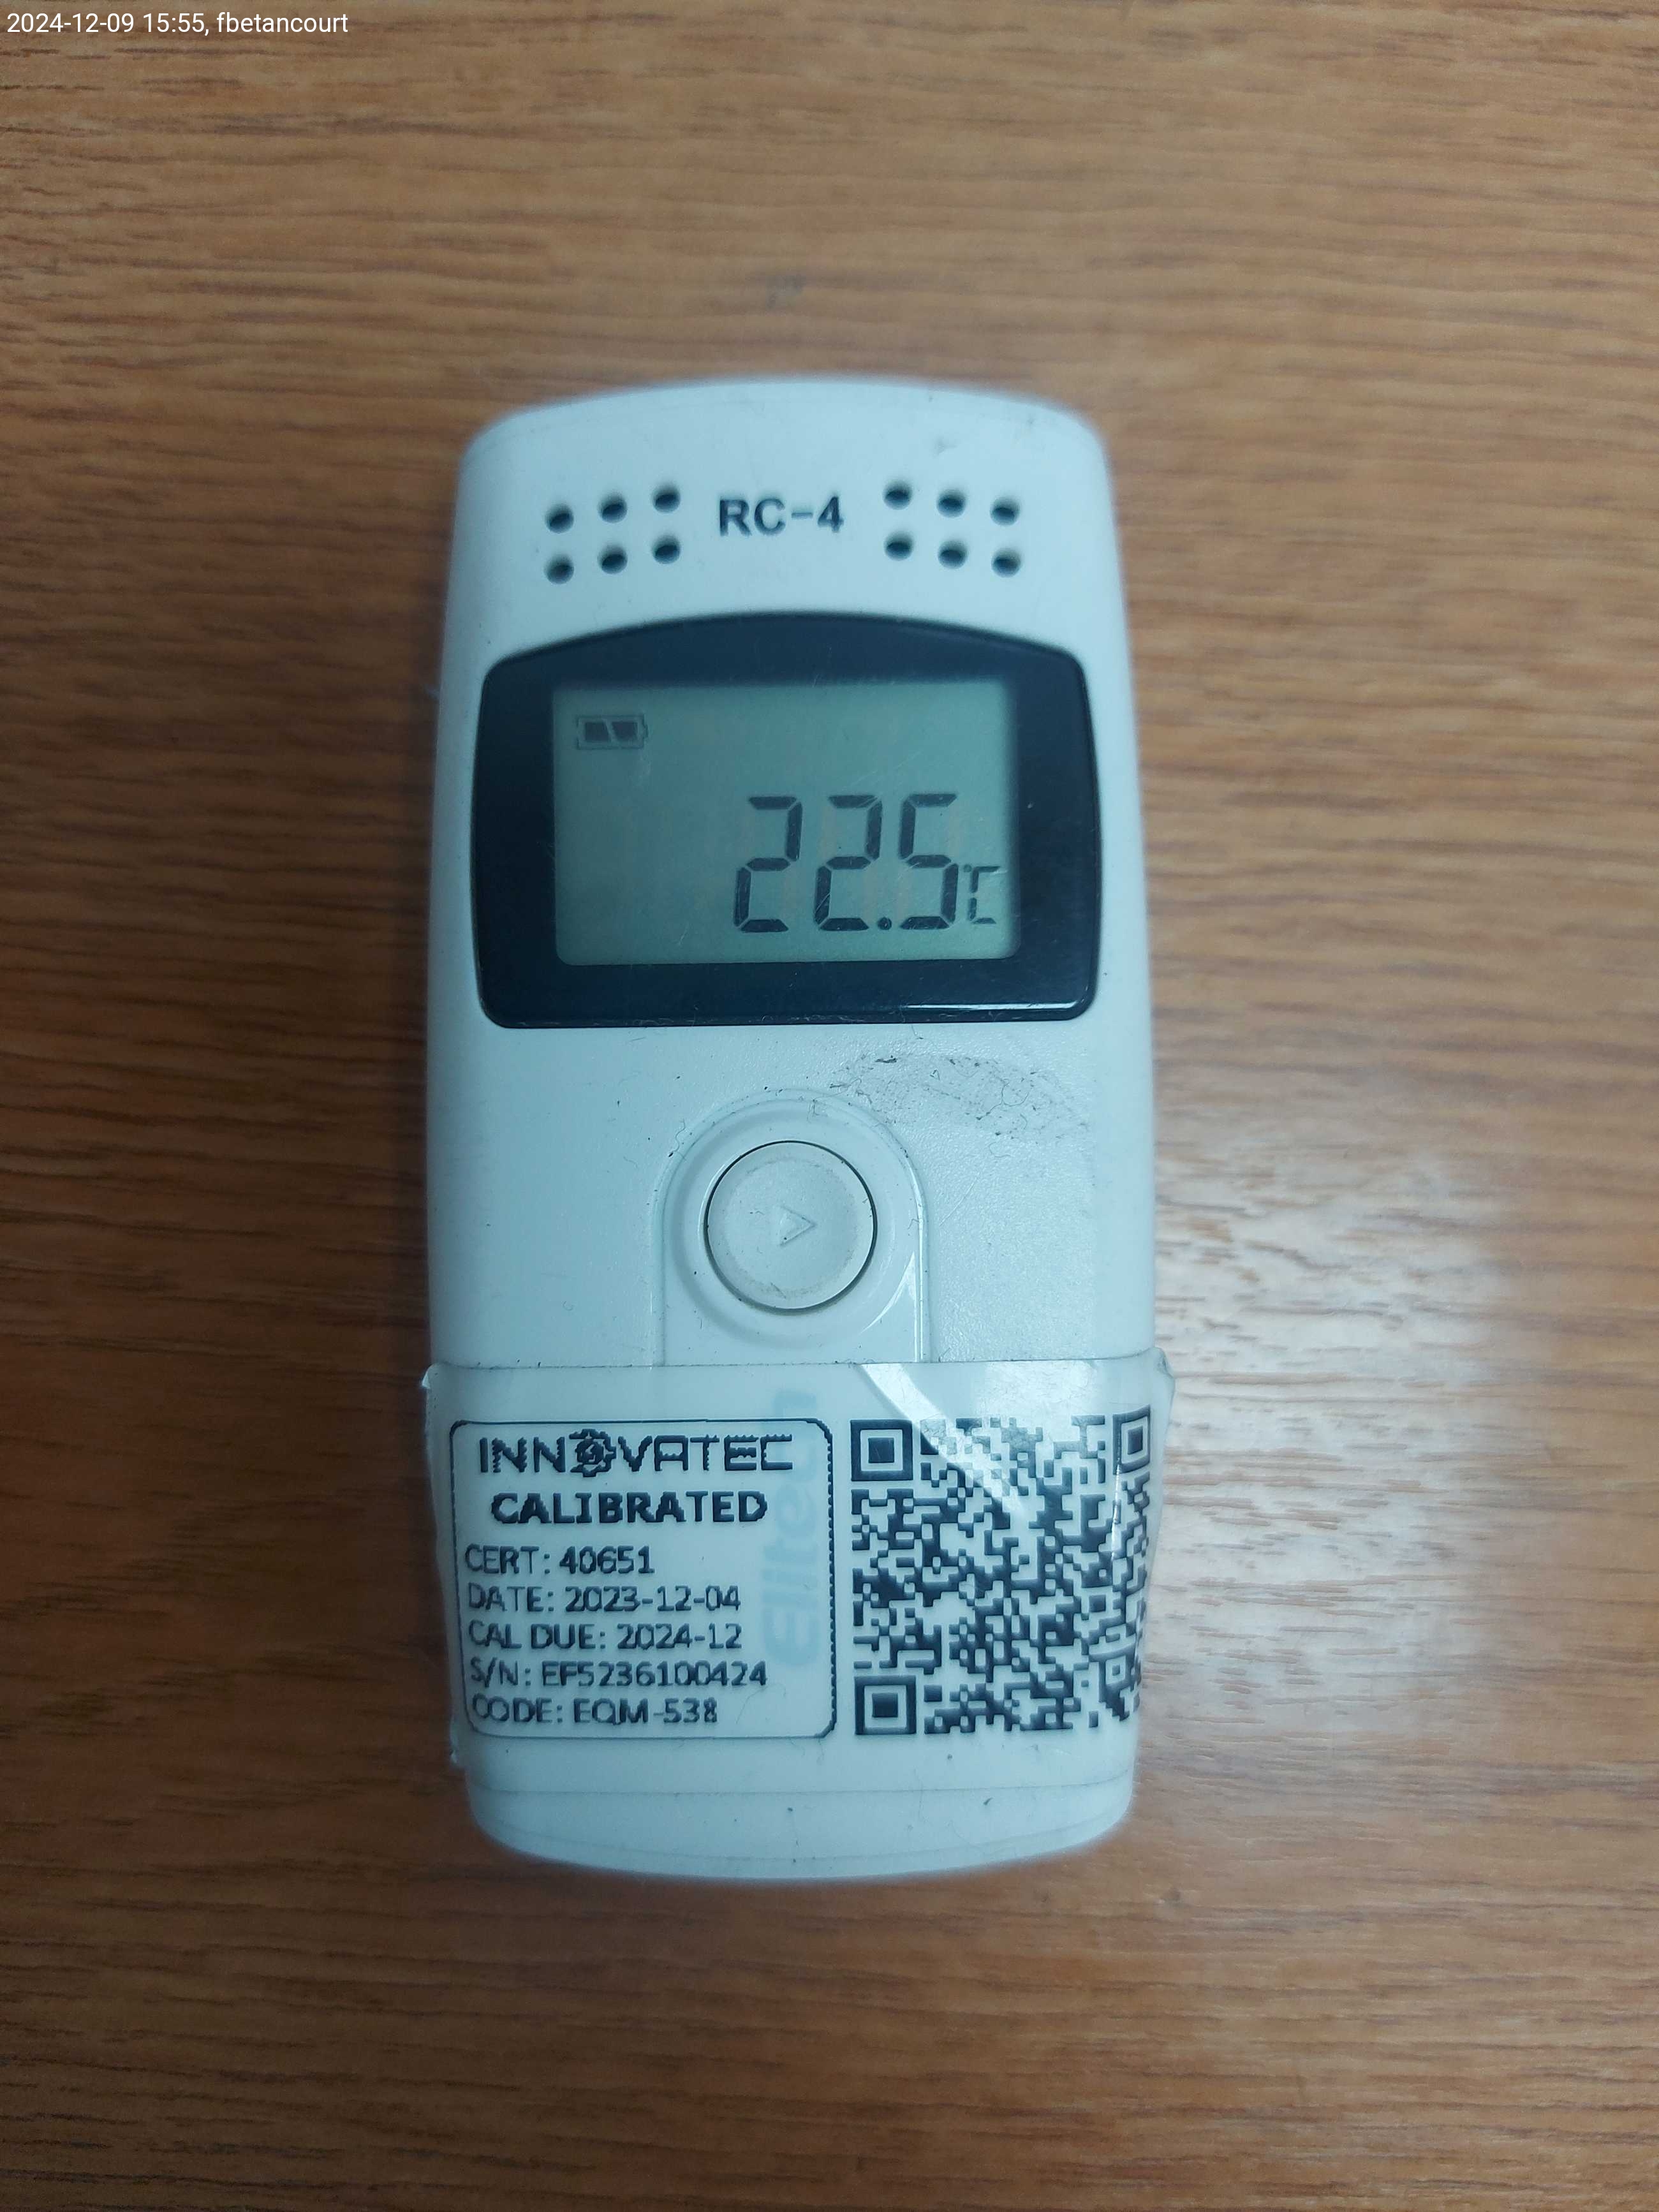 2024-12-09 15:55, fbetancourt
RC-4
22.5℃
INNOVATEC
CALIBRATED
CERT: 40651
DATE: 2023-12-04
CAL DUE: 2024-12
S/N: EF5236100424
CODE: EQM-538
Elitech